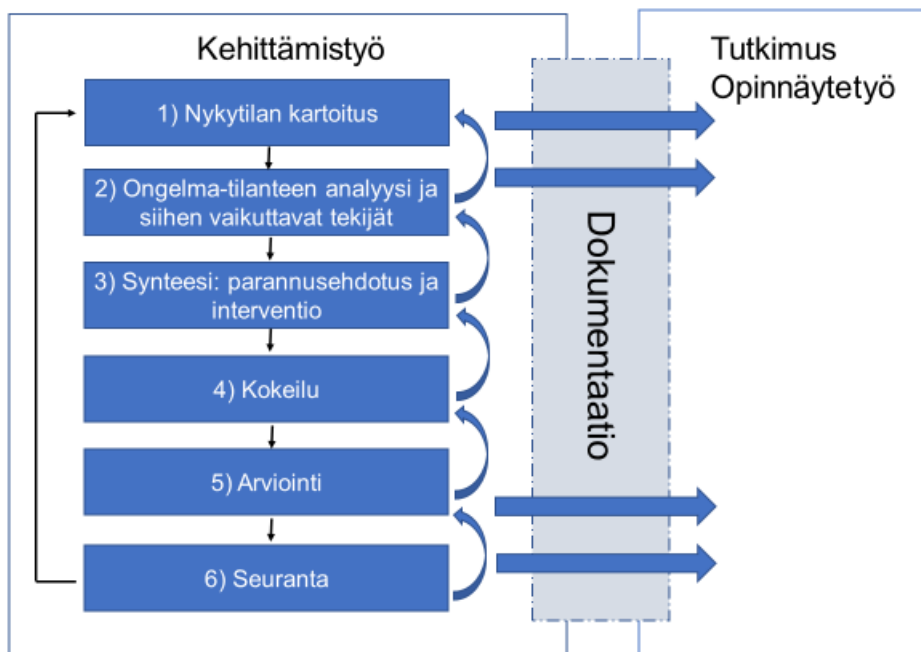 Kehittämistyö
1) Nykytilan kartoitus
2) Ongelma-tilanteen analyysi ja
siihen vaikuttavat tekijät
3) Synteesi: parannusehdotus ja
interventio
4) Kokeilu
5) Arviointi
6) Seuranta
Dokumentaatio
Tutkimus
Opinnäytetyö